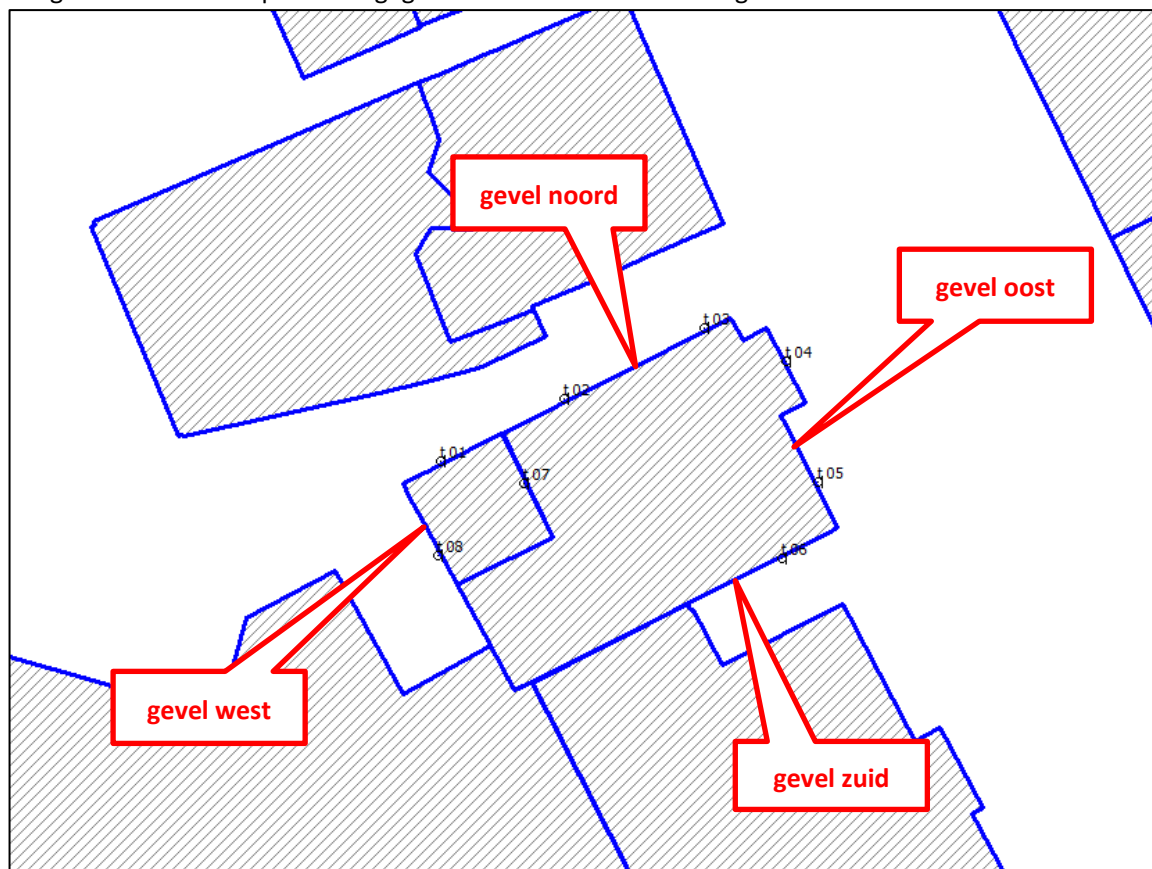 gevel noord
gevel oost
t 03
t 04
t 02
t 01
t 07
t 05
t 08
t 06
gevel west
gevel zuid